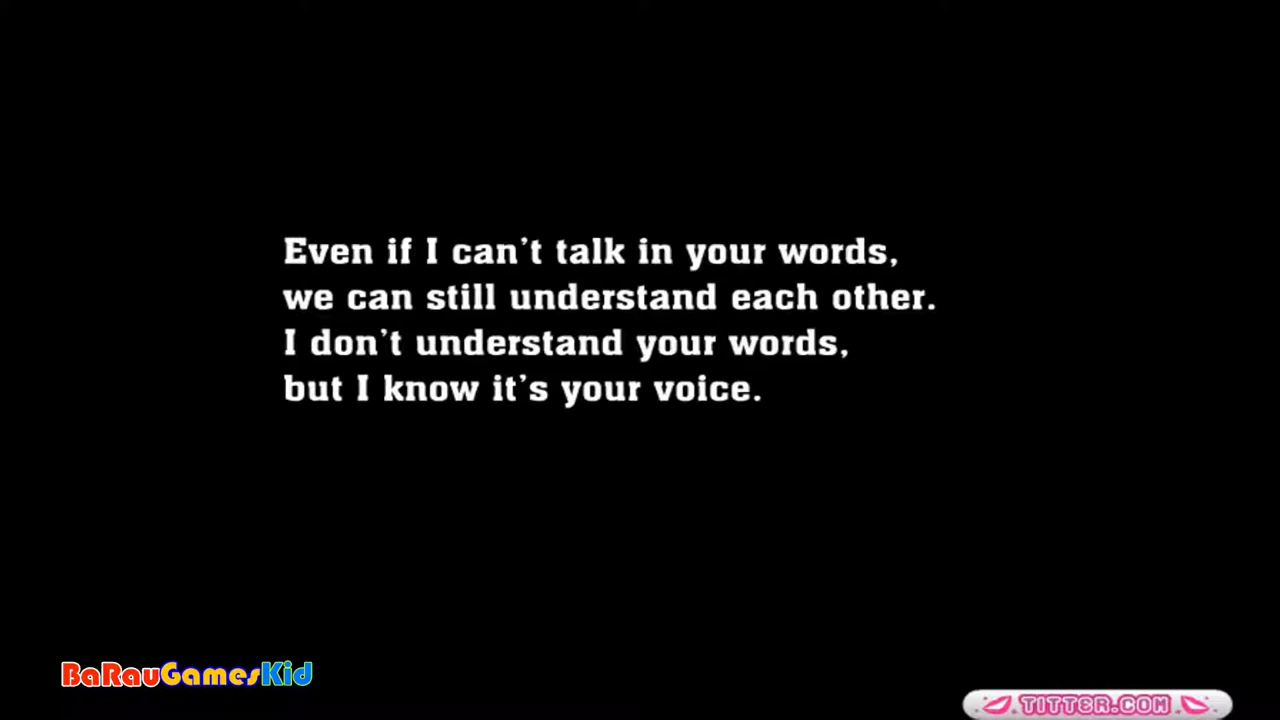 Even if I can't talk in your words,
we can still understand each other.
I don't understand your words,
but I know it's your voice.
BaRauGamesKid
TITTER.COM